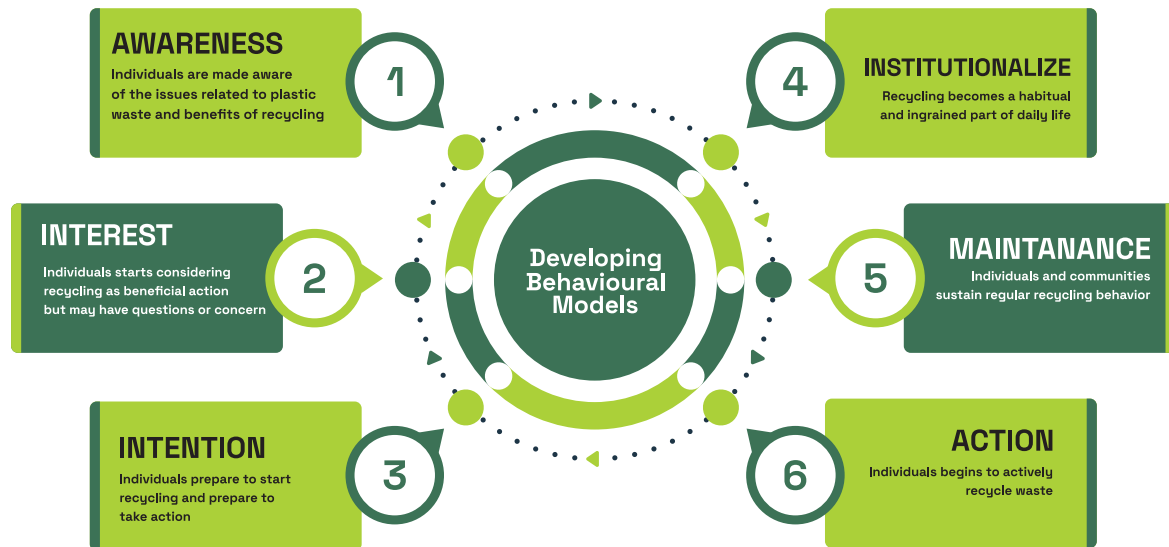 AWARENESS
Individuals are made aware
of the issues related to plastic
waste and benefits of recycling
1
INTEREST
Individuals starts considering
recycling as beneficial action
but may have questions or concern
2
INTENTION
Individuals prepare to start
recycling and prepare to
take action
3
Developing
Behavioural
Models
4
INSTITUTIONALIZE
Recycling becomes a habitual
and ingrained part of daily life
5
MAINTANANCE
Individuals and communities
sustain regular recycling behavior
6
ACTION
Individuals begins to actively
recycle waste